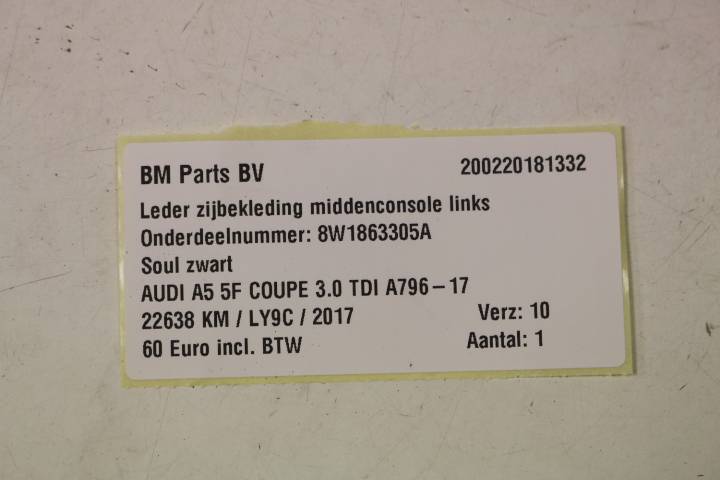 BM Parts BV 200220181332
Leder zijbekleding middenconsole links
Onderdeelnummer: 8W1863305A
Soul zwart
AUDI A5 5F COUPE 3.0 TDI A796-17
22638 KM / LY9C / 2017 Verz: 10
60 Euro incl. BTW Aantal: 1